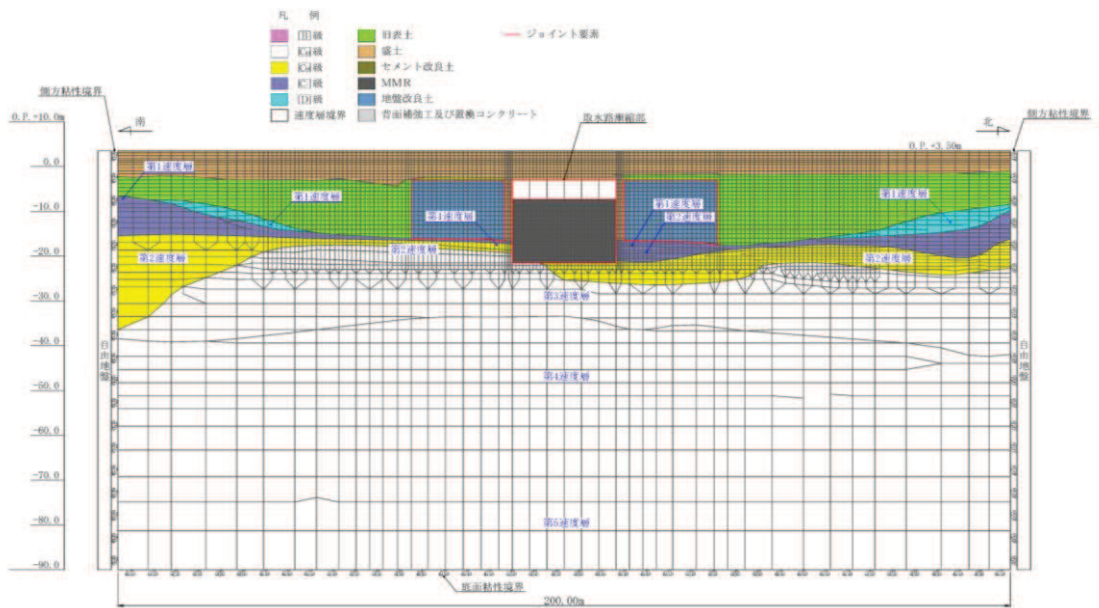 凡 例
旧表土
ジョイント要素
盛土
セメント改良土
MMR
地盤改良土
速度層境界
背面補強工及び置換コンクリート
側方粘性境界
取水路漸縮部
側方粘性境界
O.P.+10.0m
南
北
O.P.+3.50m
0.0
-10.0
-20.0
-30.0
-40.0
-50.0
-60.0
-70.0
-80.0
-90.0
第1速度層
第1速度層
第1速度層
第1速度層
第2速度層
第1速度層
第2速度層
第2速度層
第2速度層
第3速度層
第4速度層
第5速度層
自由地盤
自由地盤
底面粘性境界
200.00m